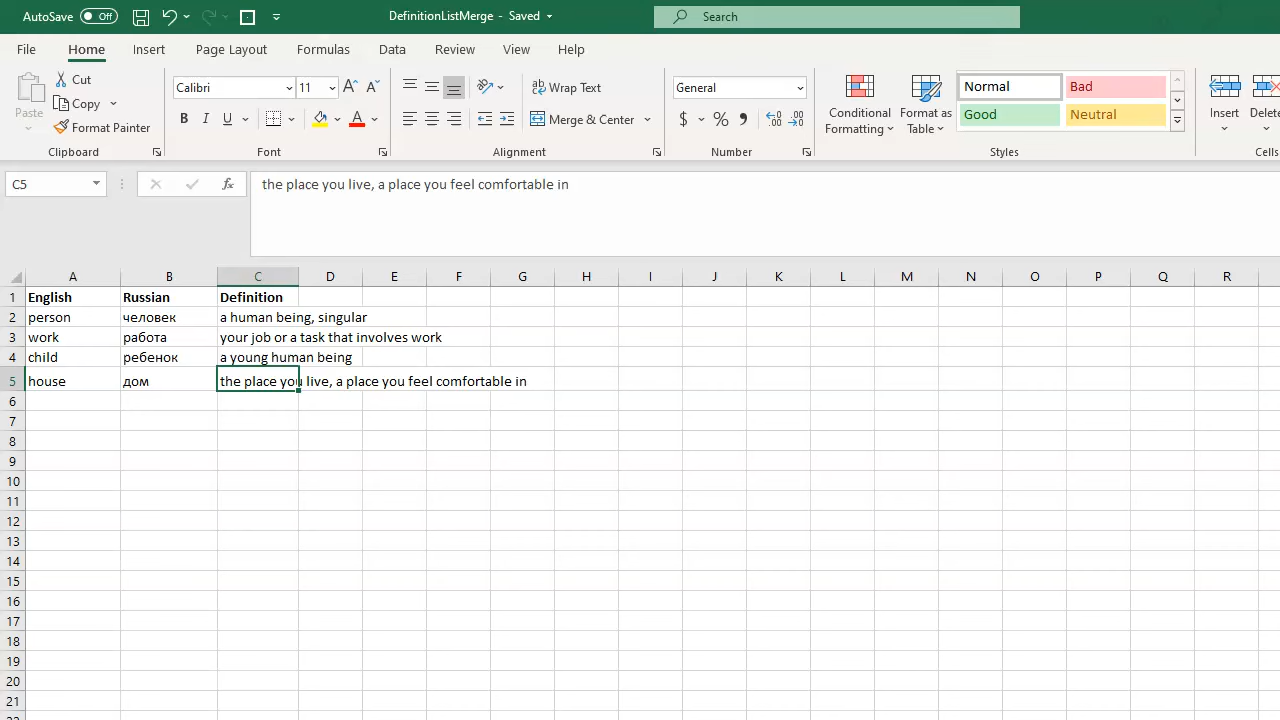 AutoSave Off DefinitionListMerge - Saved Search
File Home Insert Page Layout Formulas Data Review View Help
Paste Cut Copy Format Painter Clipboard
Calibri 11 A A B I U A Font
Wrap Text Merge & Center Alignment
General $ % Number
Conditional Formatting Format as Table Normal Bad Good Neutral Styles
Insert Delete Cells
C5 fx the place you live, a place you feel comfortable in
A B C D E F G H I J K L M N O P Q R
1 English Russian Definition
2 person человек a human being, singular
3 work работа your job or a task that involves work
4 child ребенок a young human being
5 house дом the place you live, a place you feel comfortable in
6
7
8
9
10
11
12
13
14
15
16
17
18
19
20
21